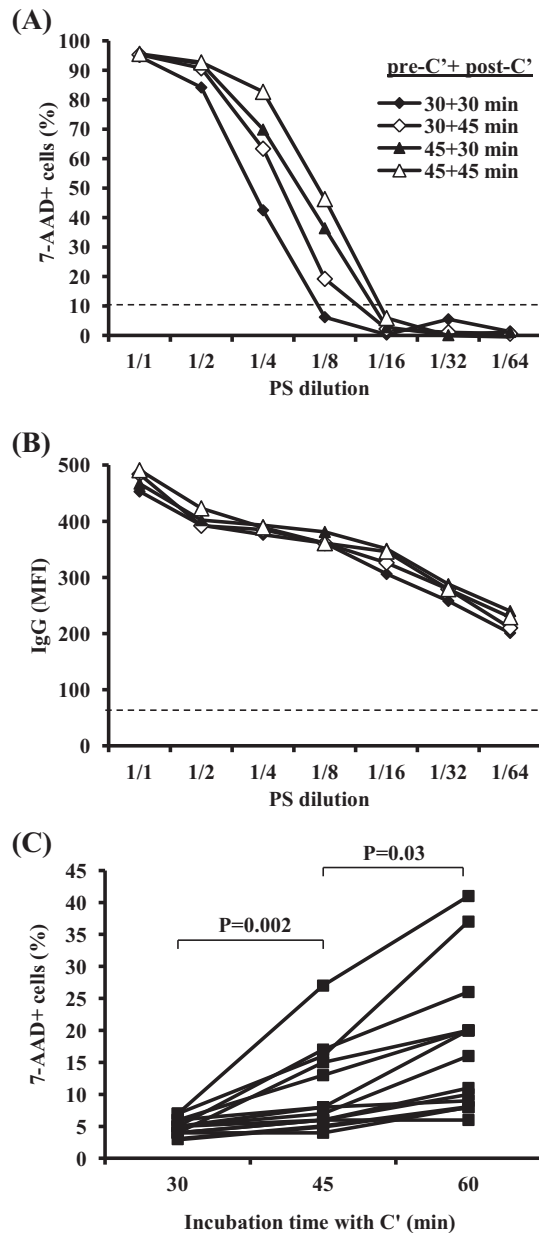 (A)
100
90
80
70
60
50
40
30
20
10
0
7-AAD+ cells (%)
pre-C’+ post-C’
30+30 min
30+45 min
45+30 min
45+45 min
1/1 1/2 1/4 1/8 1/16 1/32 1/64
PS dilution
(B)
500
400
300
200
100
0
IgG (MFI)
1/1 1/2 1/4 1/8 1/16 1/32 1/64
PS dilution
(C)
45
40
35
30
25
20
15
10
5
0
7-AAD+ cells (%)
P=0.002
P=0.03
30 45 60
Incubation time with C' (min)